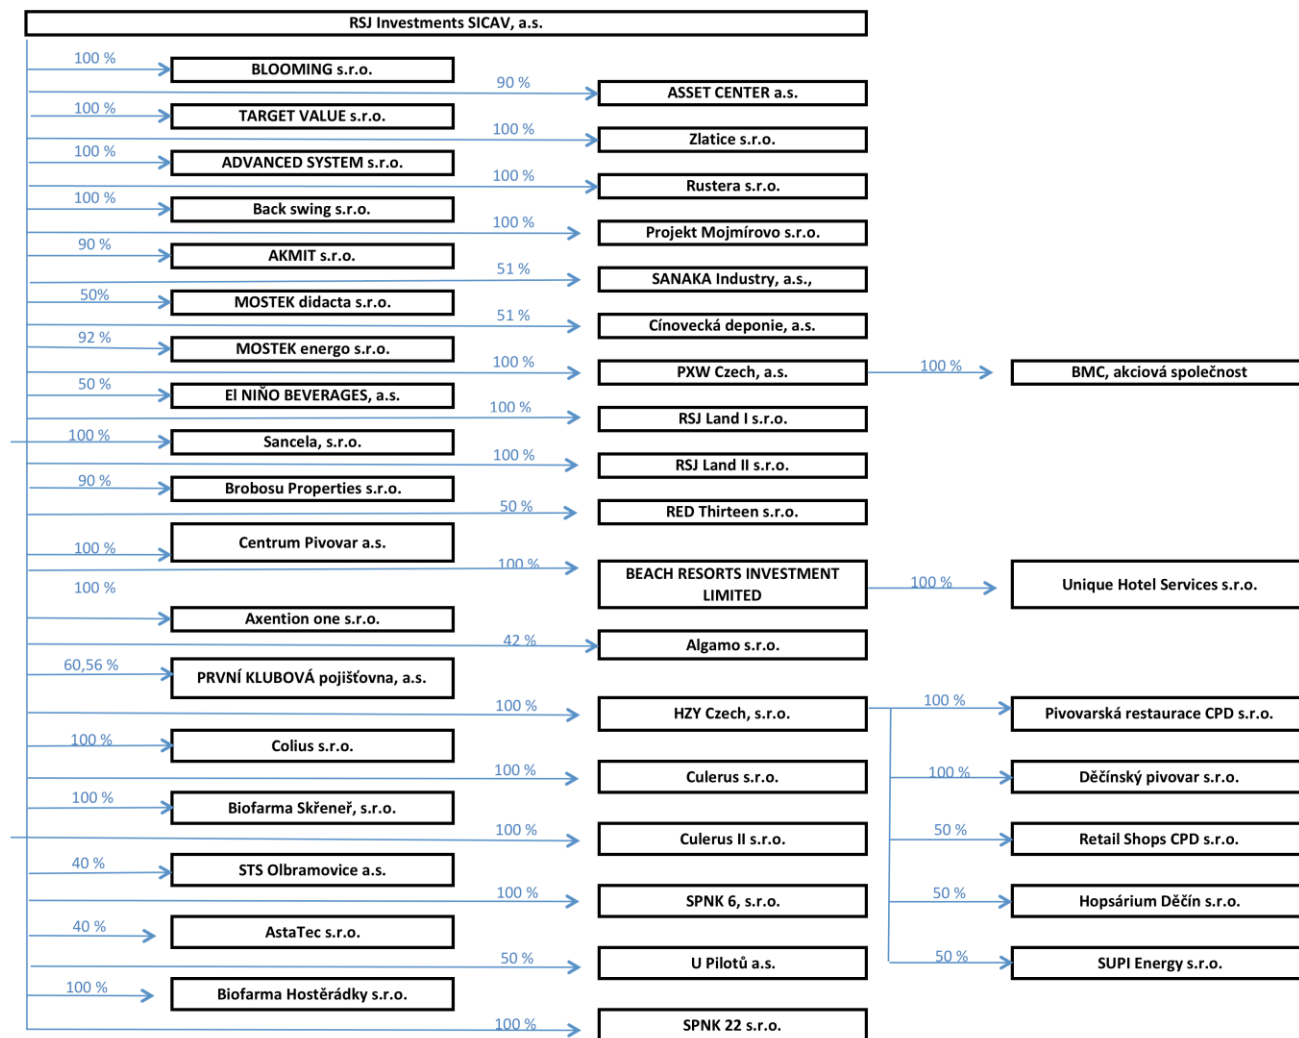 RSJ Investments SICAV, a.s.
100 %
BLOOMING s.r.o.
90 %
ASSET CENTER a.s.
100 %
TARGET VALUE s.r.o.
100 %
Zlatice s.r.o.
100 %
ADVANCED SYSTEM s.r.o.
100 %
Rustera s.r.o.
100 %
Back swing s.r.o.
100 %
Projekt Mojmírovo s.r.o.
90 %
AKMIT s.r.o.
51 %
SANAKA Industry, a.s.,
50%
MOSTEK didacta s.r.o.
51 %
Cínovecká deponie, a.s.
92 %
MOSTEK energo s.r.o.
100 %
PXW Czech, a.s.
100 %
BMC, akciová společnost
50 %
El NIŇO BEVERAGES, a.s.
100 %
RSJ Land I s.r.o.
100 %
Sancela, s.r.o.
100 %
RSJ Land II s.r.o.
90 %
Brobosu Properties s.r.o.
50 %
RED Thirteen s.r.o.
100 %
Centrum Pivovar a.s.
100 %
BEACH RESORTS INVESTMENT
LIMITED
100 %
Unique Hotel Services s.r.o.
100 %
Axention one s.r.o.
42 %
Algamo s.r.o.
60,56 %
PRVNÍ KLUBOVÁ pojišťovna, a.s.
100 %
HZY Czech, s.r.o.
100 %
Pivovarská restaurace CPD s.r.o.
100 %
Colius s.r.o.
100 %
Culerus s.r.o.
100 %
Děčínský pivovar s.r.o.
100 %
Biofarma Skřeneř, s.r.o.
100 %
Culerus II s.r.o.
50 %
Retail Shops CPD s.r.o.
40 %
STS Olbramovice a.s.
100 %
SPNK 6, s.r.o.
50 %
Hopsárium Děčín s.r.o.
40 %
AstaTec s.r.o.
50 %
U Pilotů a.s.
50 %
SUPI Energy s.r.o.
100 %
Biofarma Hostěrádky s.r.o.
100 %
SPNK 22 s.r.o.